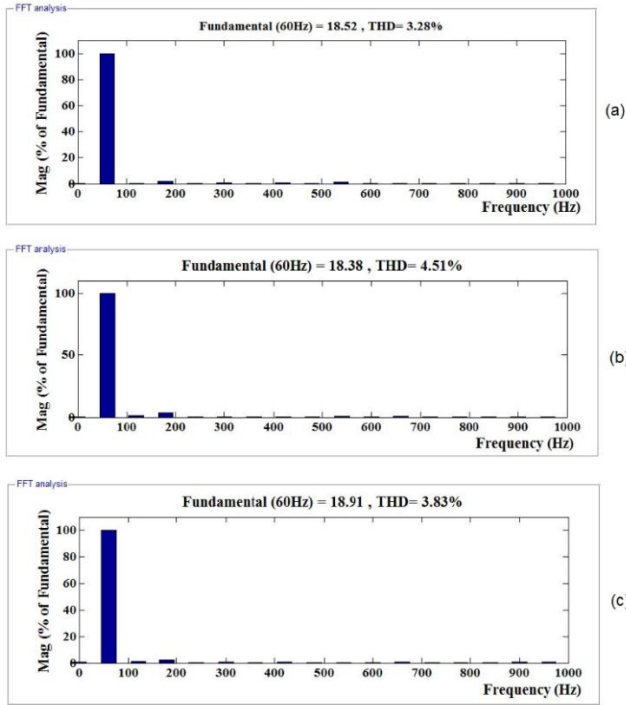 FFT analysis
Fundamental (60Hz) = 18.52 , THD= 3.28%
Mag (% of Fundamental)
100
80
60
40
20
0
0 100 200 300 400 500 600 700 800 900 1000
Frequency (Hz)
(a)
FFT analysis
Fundamental (60Hz) = 18.38 , THD= 4.51%
Mag (% of Fundamental)
100
50
0
0 100 200 300 400 500 600 700 800 900 1000
Frequency (Hz)
(b)
FFT analysis
Fundamental (60Hz) = 18.91 , THD= 3.83%
Mag (% of Fundamental)
100
80
60
40
20
0
0 100 200 300 400 500 600 700 800 900 1000
Frequency (Hz)
(c)